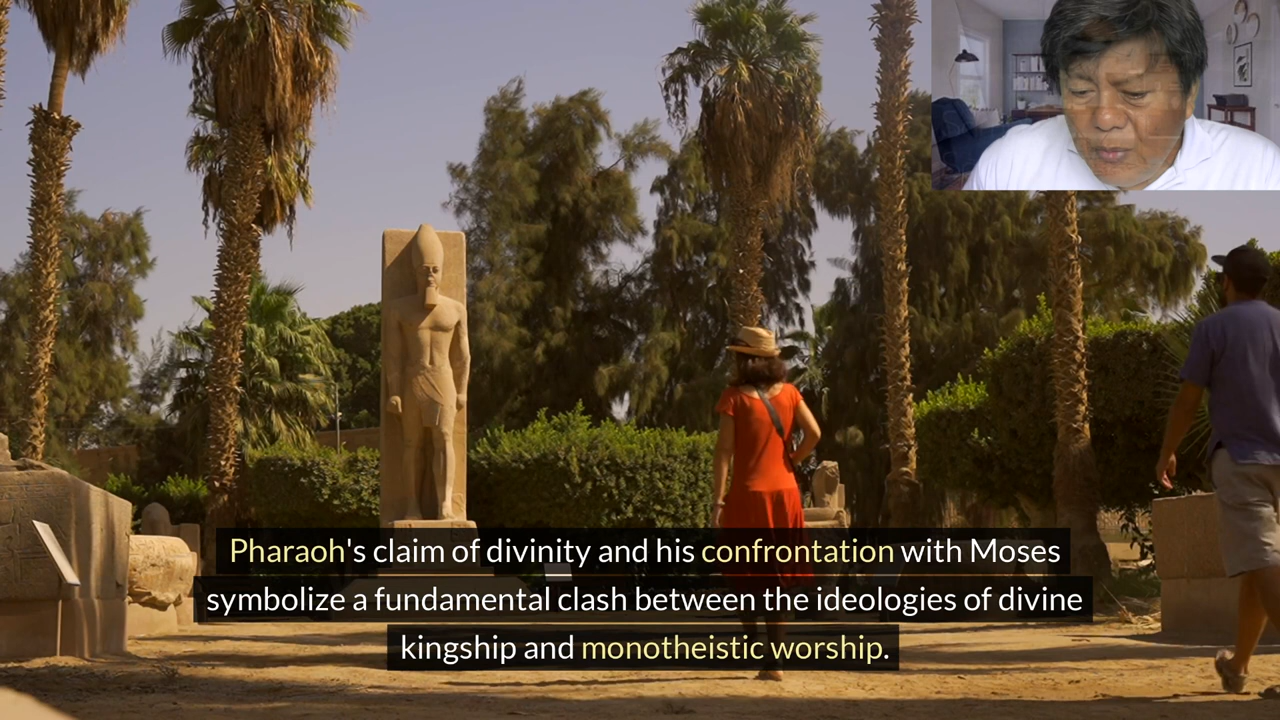 Pharaoh's claim of divinity and his confrontation with Moses
symbolize a fundamental clash between the ideologies of divine
kingship and monotheistic worship.